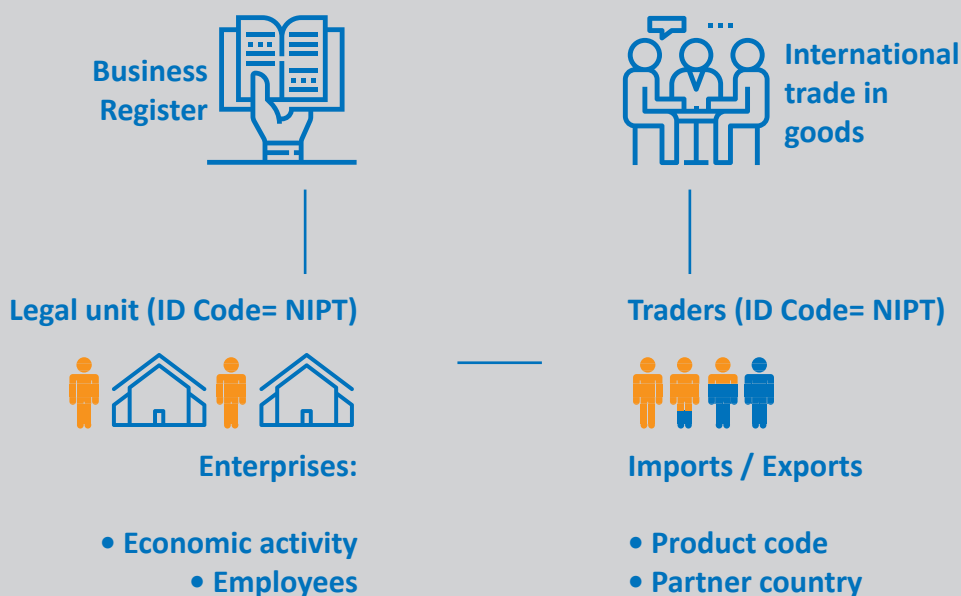 Business
Register
International
trade in
goods
Legal unit (ID Code= NIPT)
Traders (ID Code= NIPT)
Enterprises:
Imports / Exports
• Economic activity
• Employees
• Product code
• Partner country